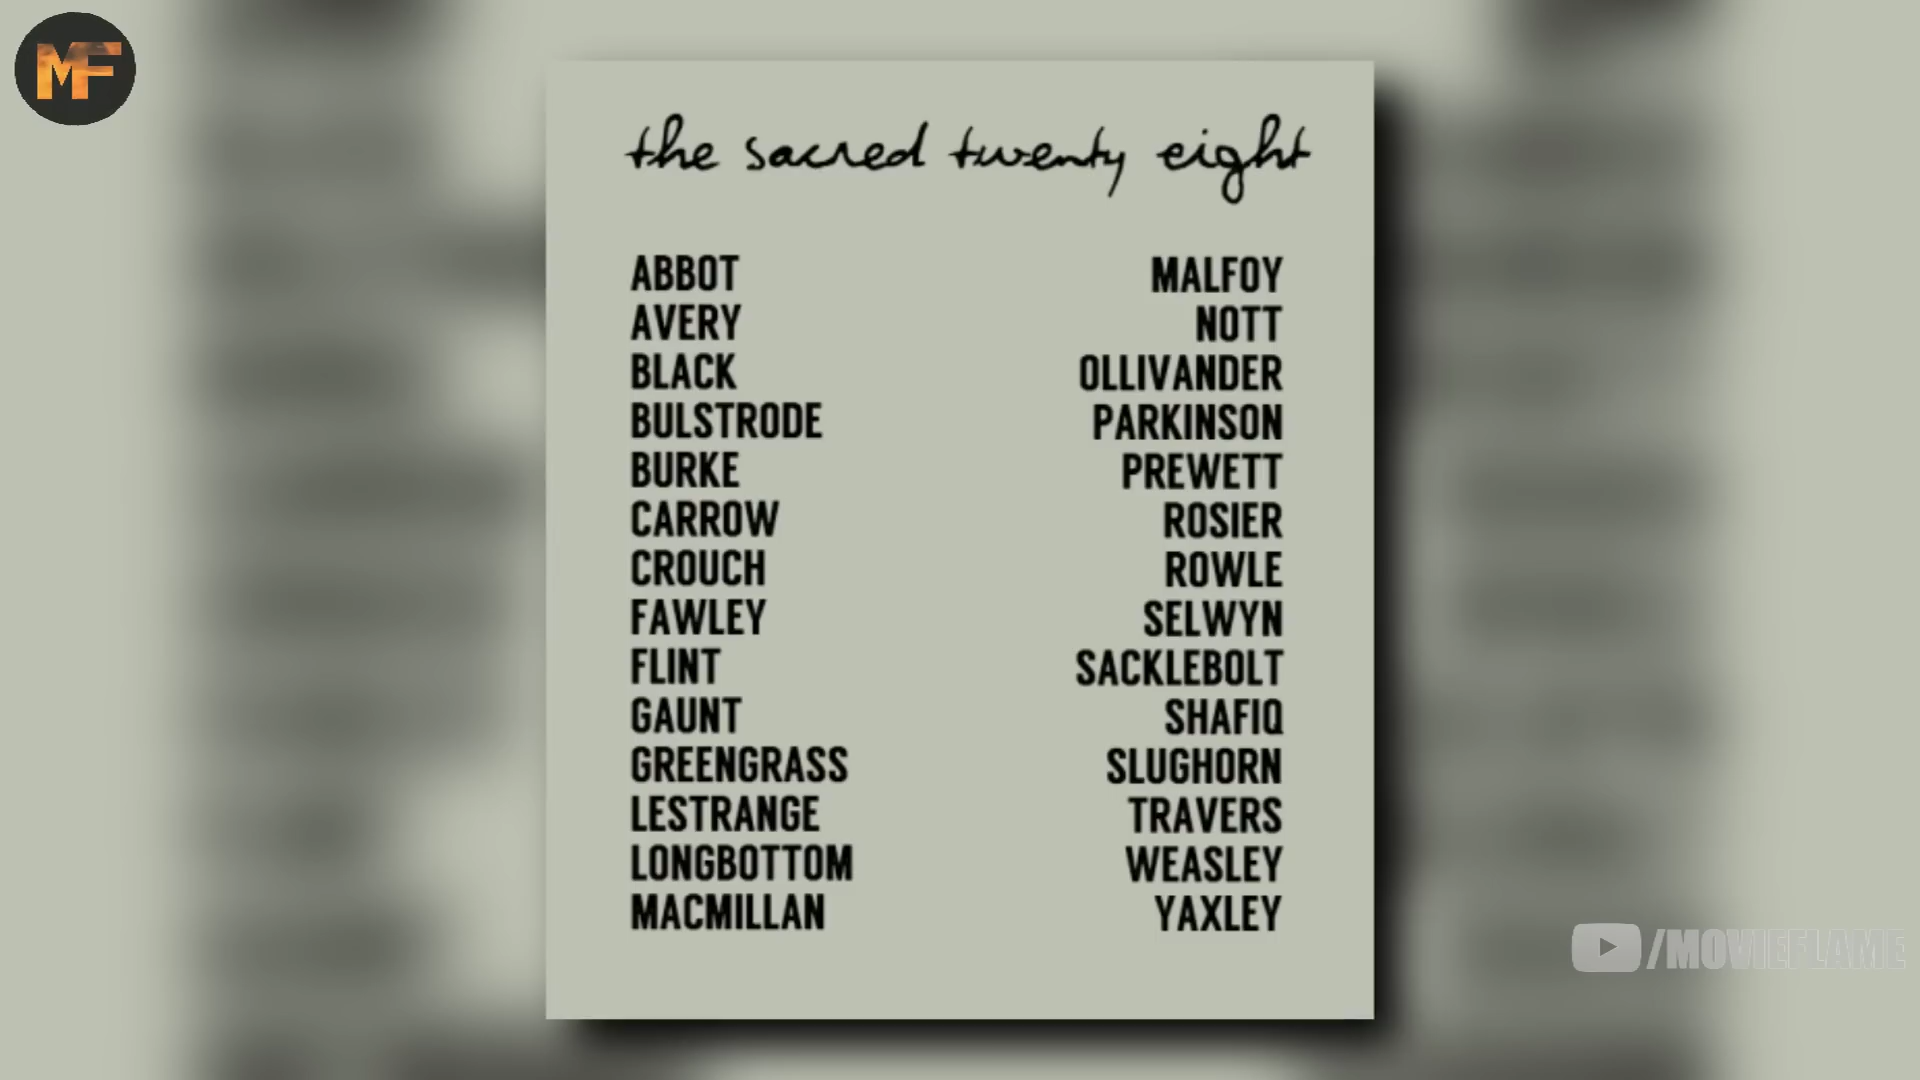 MF
the sacred twenty eight
ABBOT
AVERY
BLACK
BULSTRODE
BURKE
CARROW
CROUCH
FAWLEY
FLINT
GAUNT
GREENGRASS
LESTRANGE
LONGBOTTOM
MACMILLAN
MALFOY
NOTT
OLLIVANDER
PARKINSON
PREWETT
ROSIER
ROWLE
SELWYN
SACKLEBOLT
SHAFIQ
SLUGHORN
TRAVERS
WEASLEY
YAXLEY
/MOVIEFLAME